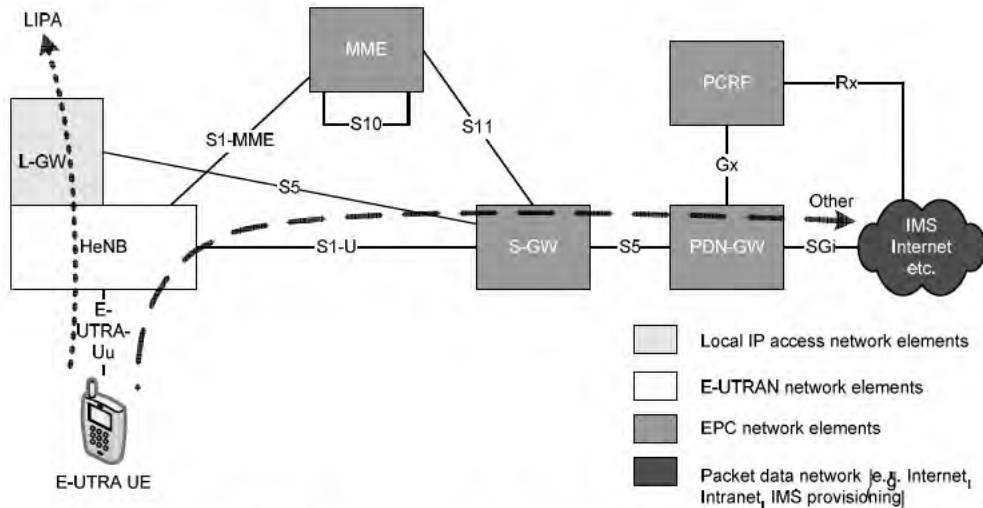 LIPA
MME
PCRF
Rx
S10
S11
S1-MME
L-GW
Gx
S5
Other
HeNB
S1-U
S-GW
S5
PDN-GW
SGi
IMS
Internet
etc.
E-
UTRA-
Uu
E-UTRA UE
Local IP access network elements
E-UTRAN network elements
EPC network elements
Packet data network (e.g. Internet,
Intranet, IMS provisioning)